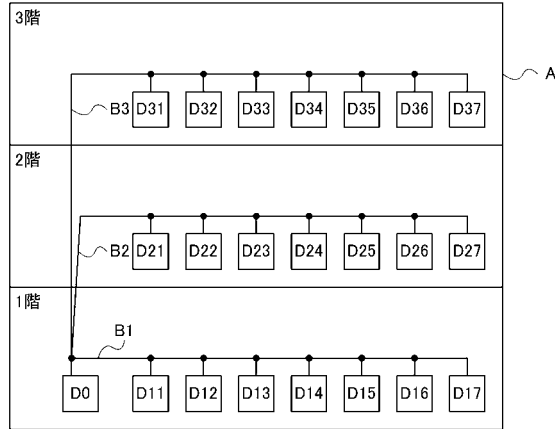 3階
A
B3
D31 D32 D33 D34 D35 D36 D37
2階
B2
D21 D22 D23 D24 D25 D26 D27
1階
B1
D0 D11 D12 D13 D14 D15 D16 D17